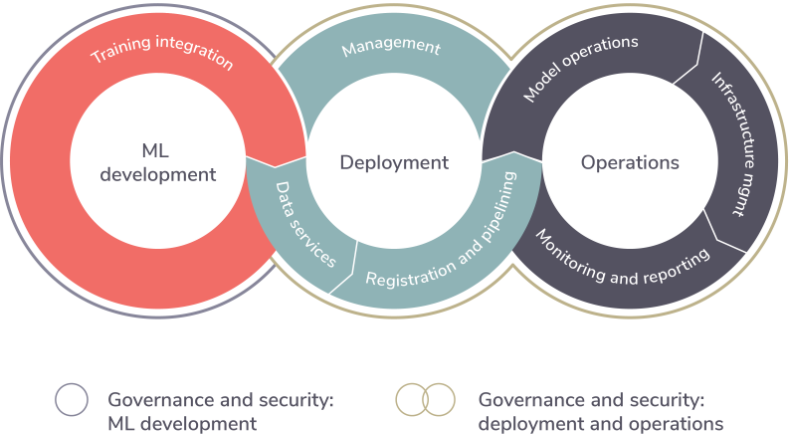 Training integration
ML
development
Management
Deployment
Data services
Registration and pipelining
Model operations
Infrastructure mgmt
Operations
Monitoring and reporting
Governance and security:
ML development
Governance and security:
deployment and operations